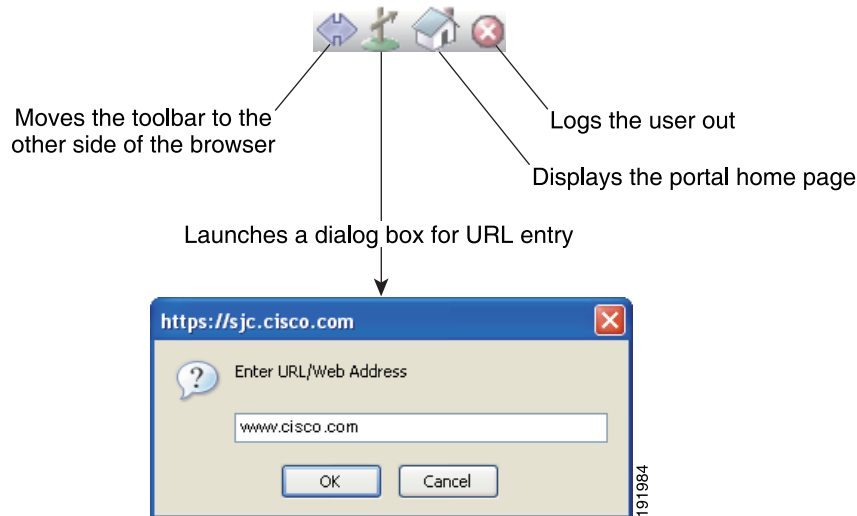 Moves the toolbar to the
other side of the browser
Logs the user out
Displays the portal home page
Launches a dialog box for URL entry
https://sjc.cisco.com
?
Enter URL/Web Address
www.cisco.com
OK
Cancel
191984